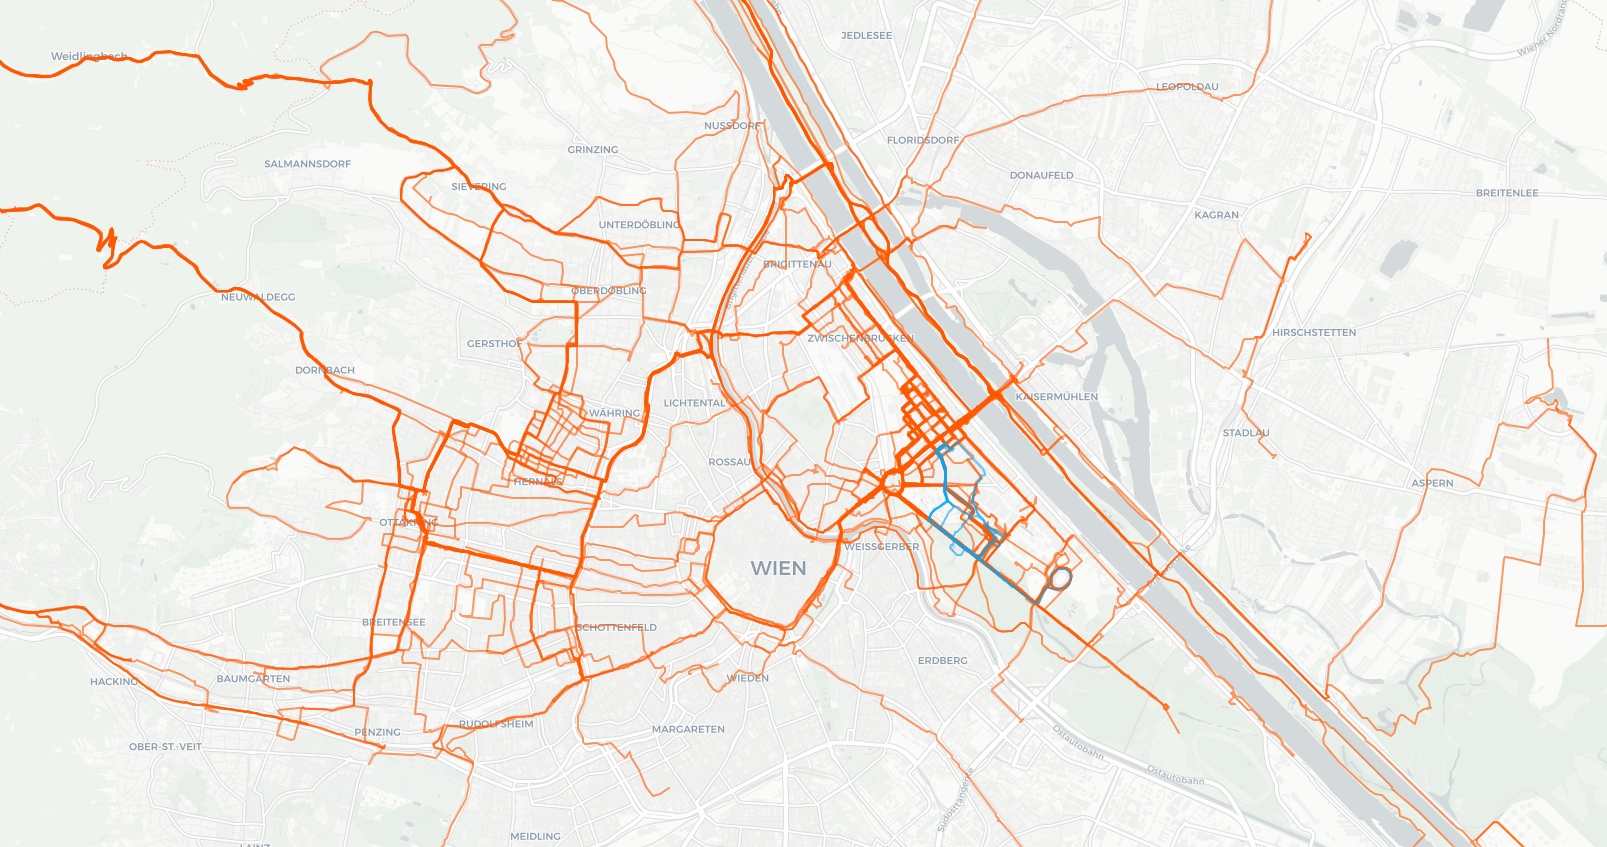 JEDLESEE
Wiener Nordrand
Weidlingbach
LEOPOLDAU
NUSSDORF
FLORIDSDORF
GRINZING
SALMANNSDORF
DONAUFELD
SIEVERING
BREITENLEE
KAGRAN
UNTERDÖBLING
BRIGITTENAU
OBERDÖBLING
NEUWALDEGG
HIRSCHSTETTEN
ZWISCHENBRÜCKEN
GERSTHOF
DORNBACH
KAISERMÜHLEN
LICHTENTAL
WÄHRING
STADLAU
ROSSAU
HERNALS
ASPERN
OTTAKRING
WEISSGERBER
WIEN
BREITENSEE
SCHOTTENFELD
ERDBERG
HACKING
BAUMGARTEN
WIEDEN
RUDOLFSHEIM
PENZING
MARGARETEN
OBER-ST.-VEIT
Ostautobahn
Ostautobahn
Südosttangente
MEIDLING
LAINZ